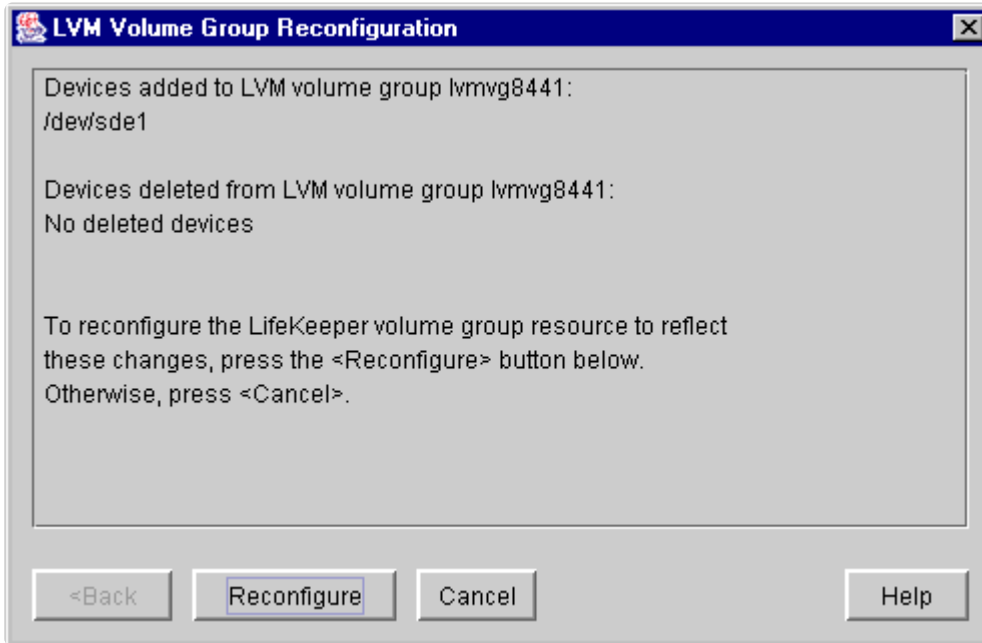 LVM Volume Group Reconfiguration
Devices added to LVM volume group lvmvg8441:
/dev/sde1
Devices deleted from LVM volume group lvmvg8441:
No deleted devices
To reconfigure the LifeKeeper volume group resource to reflect
these changes, press the <Reconfigure> button below.
Otherwise, press <Cancel>.
<Back Reconfigure Cancel Help